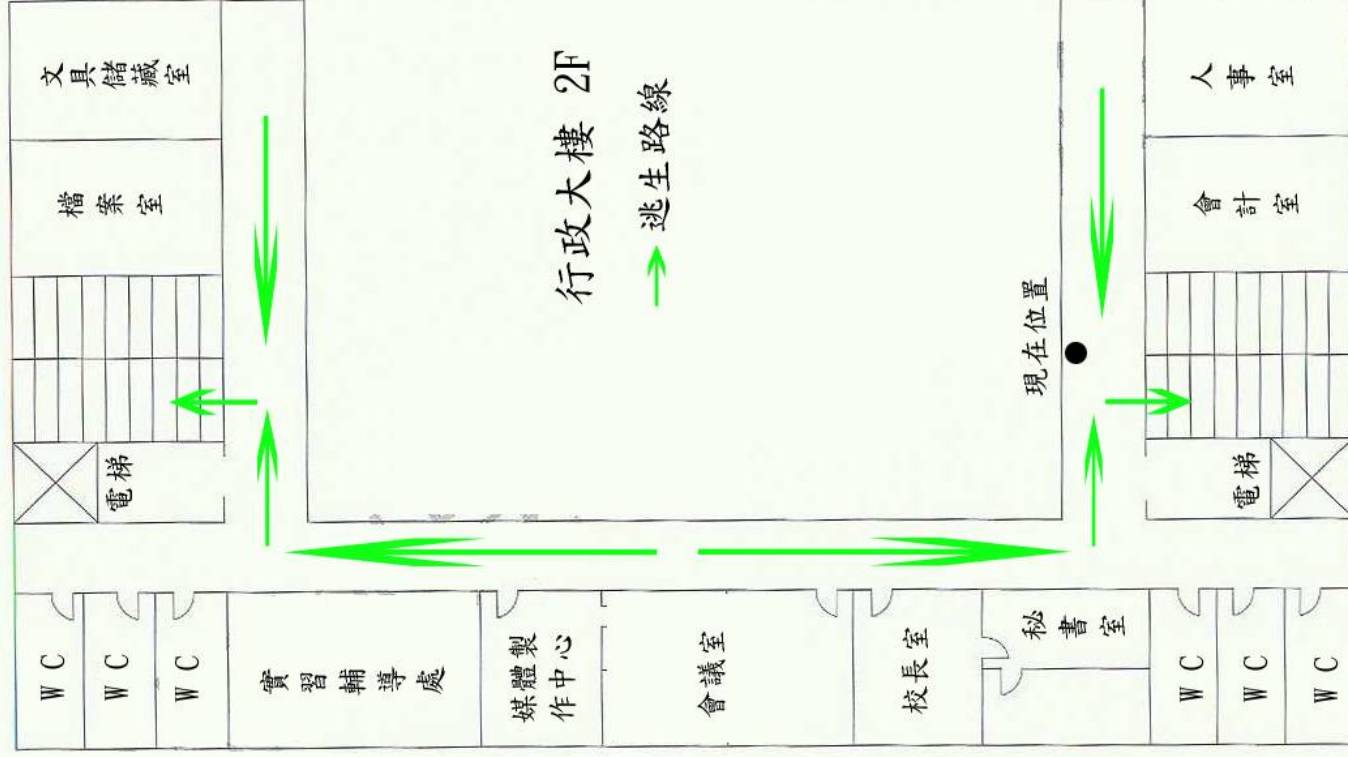 行政大樓 2F
逃生路線
文具儲藏室
檔案室
電梯
WC
WC
WC
實習輔導處
媒體製
作中心
會議室
校長室
秘書室
WC
WC
WC
電梯
現在位置
會計室
人事室